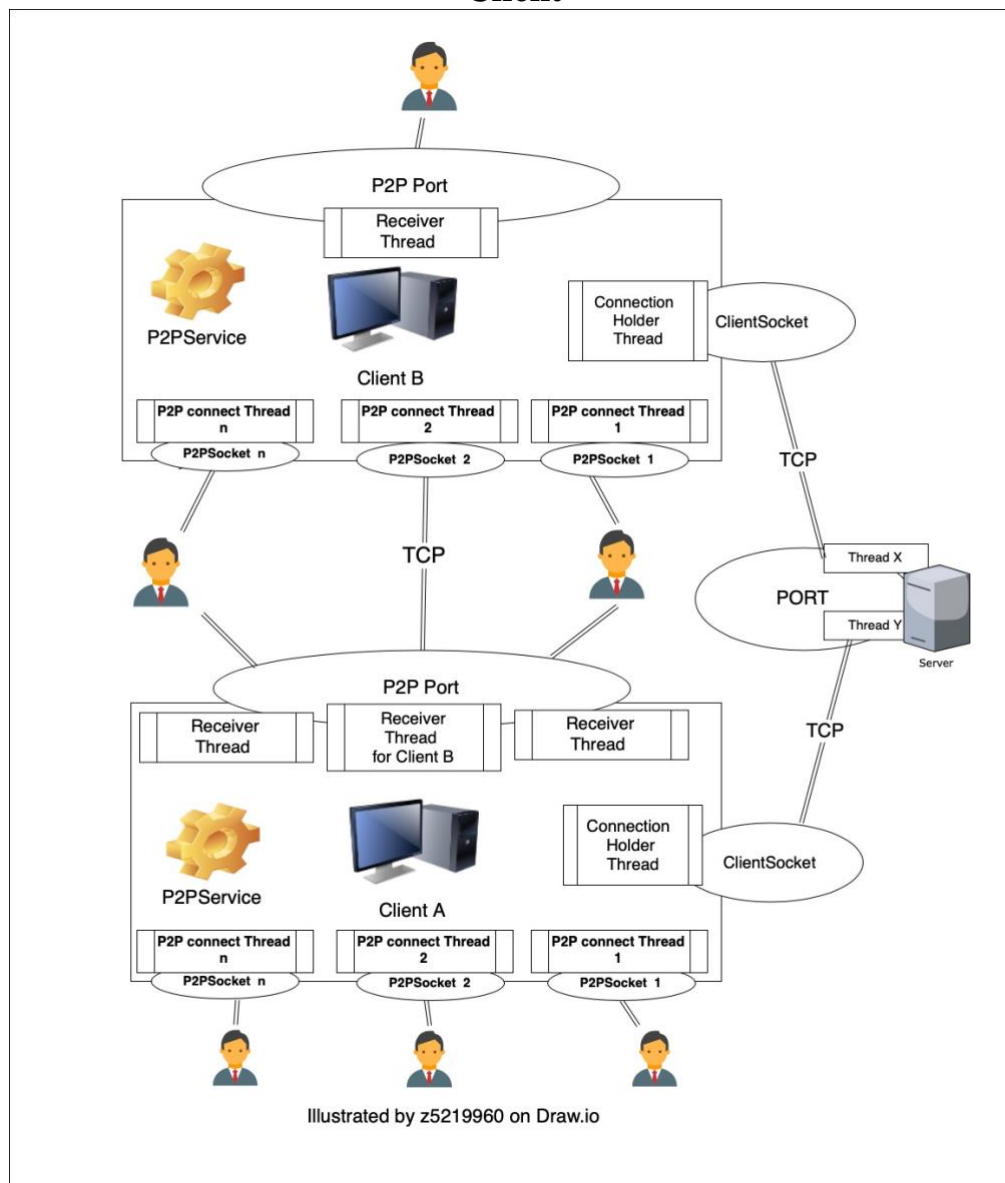 P2P Port
Receiver
Thread
P2PService
Connection
Holder
Thread
ClientSocket
Client B
P2P connect Thread
n
P2P connect Thread
2
P2P connect Thread
1
P2PSocket n
P2PSocket 2
P2PSocket 1
TCP
TCP
Thread X
PORT
Thread Y
Server
P2P Port
Receiver
Thread
Receiver
Thread
for Client B
Receiver
Thread
TCP
P2PService
Connection
Holder
Thread
ClientSocket
Client A
P2P connect Thread
n
P2P connect Thread
2
P2P connect Thread
1
P2PSocket n
P2PSocket 2
P2PSocket 1
Illustrated by z5219960 on Draw.io